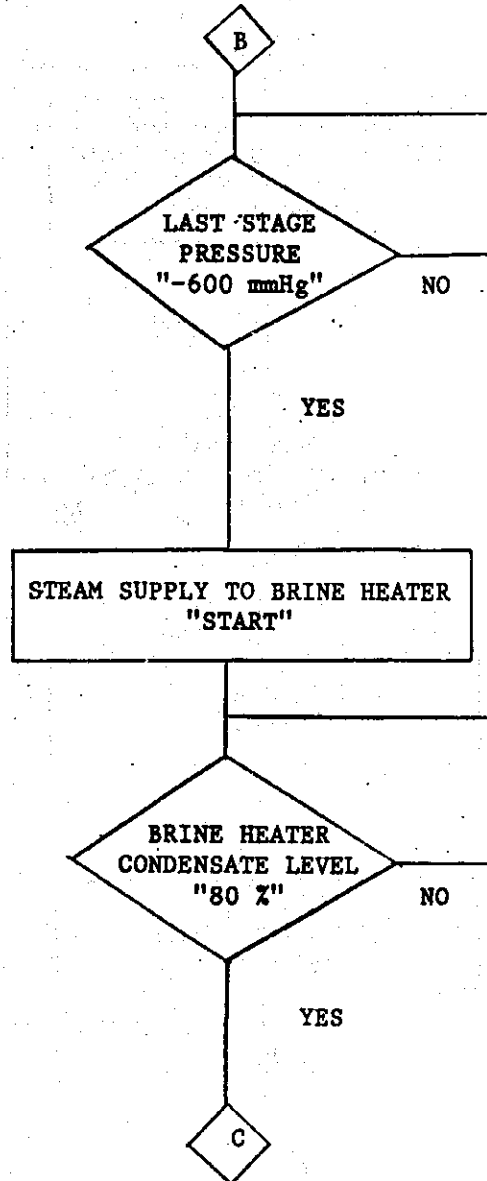 B
LAST STAGE
PRESSURE
"-600 mmHg"
NO
YES
STEAM SUPPLY TO BRINE HEATER
"START"
BRINE HEATER
CONDENSATE LEVEL
"80 %"
NO
YES
C